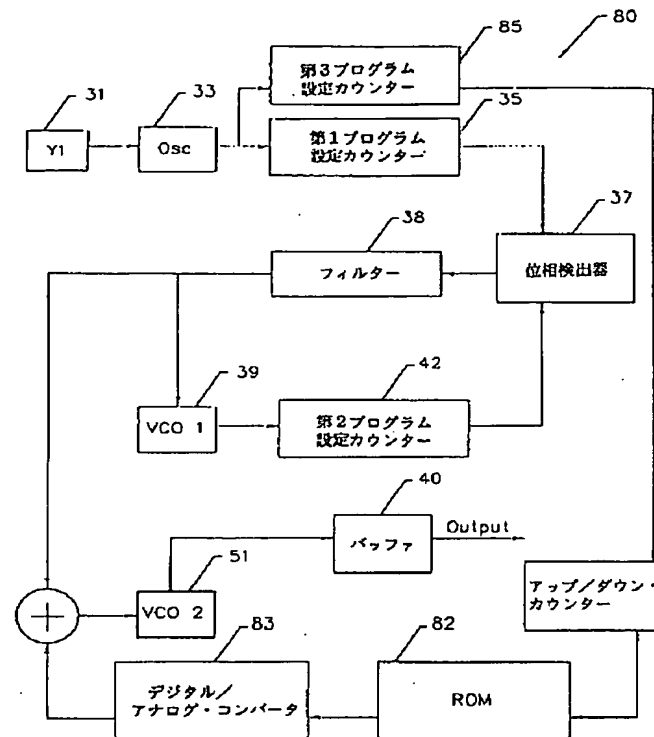 85
80
第3プログラム
設定カウンター
31
33
35
Y1
Osc
第1プログラム
設定カウンター
38
37
フィルター
位相検出器
39
42
VCO 1
第2プログラム
設定カウンター
40
バッファ
Output
51
VCO 2
アップ/ダウン・
カウンター
83
82
デジタル/
アナログ・コンバータ
ROM